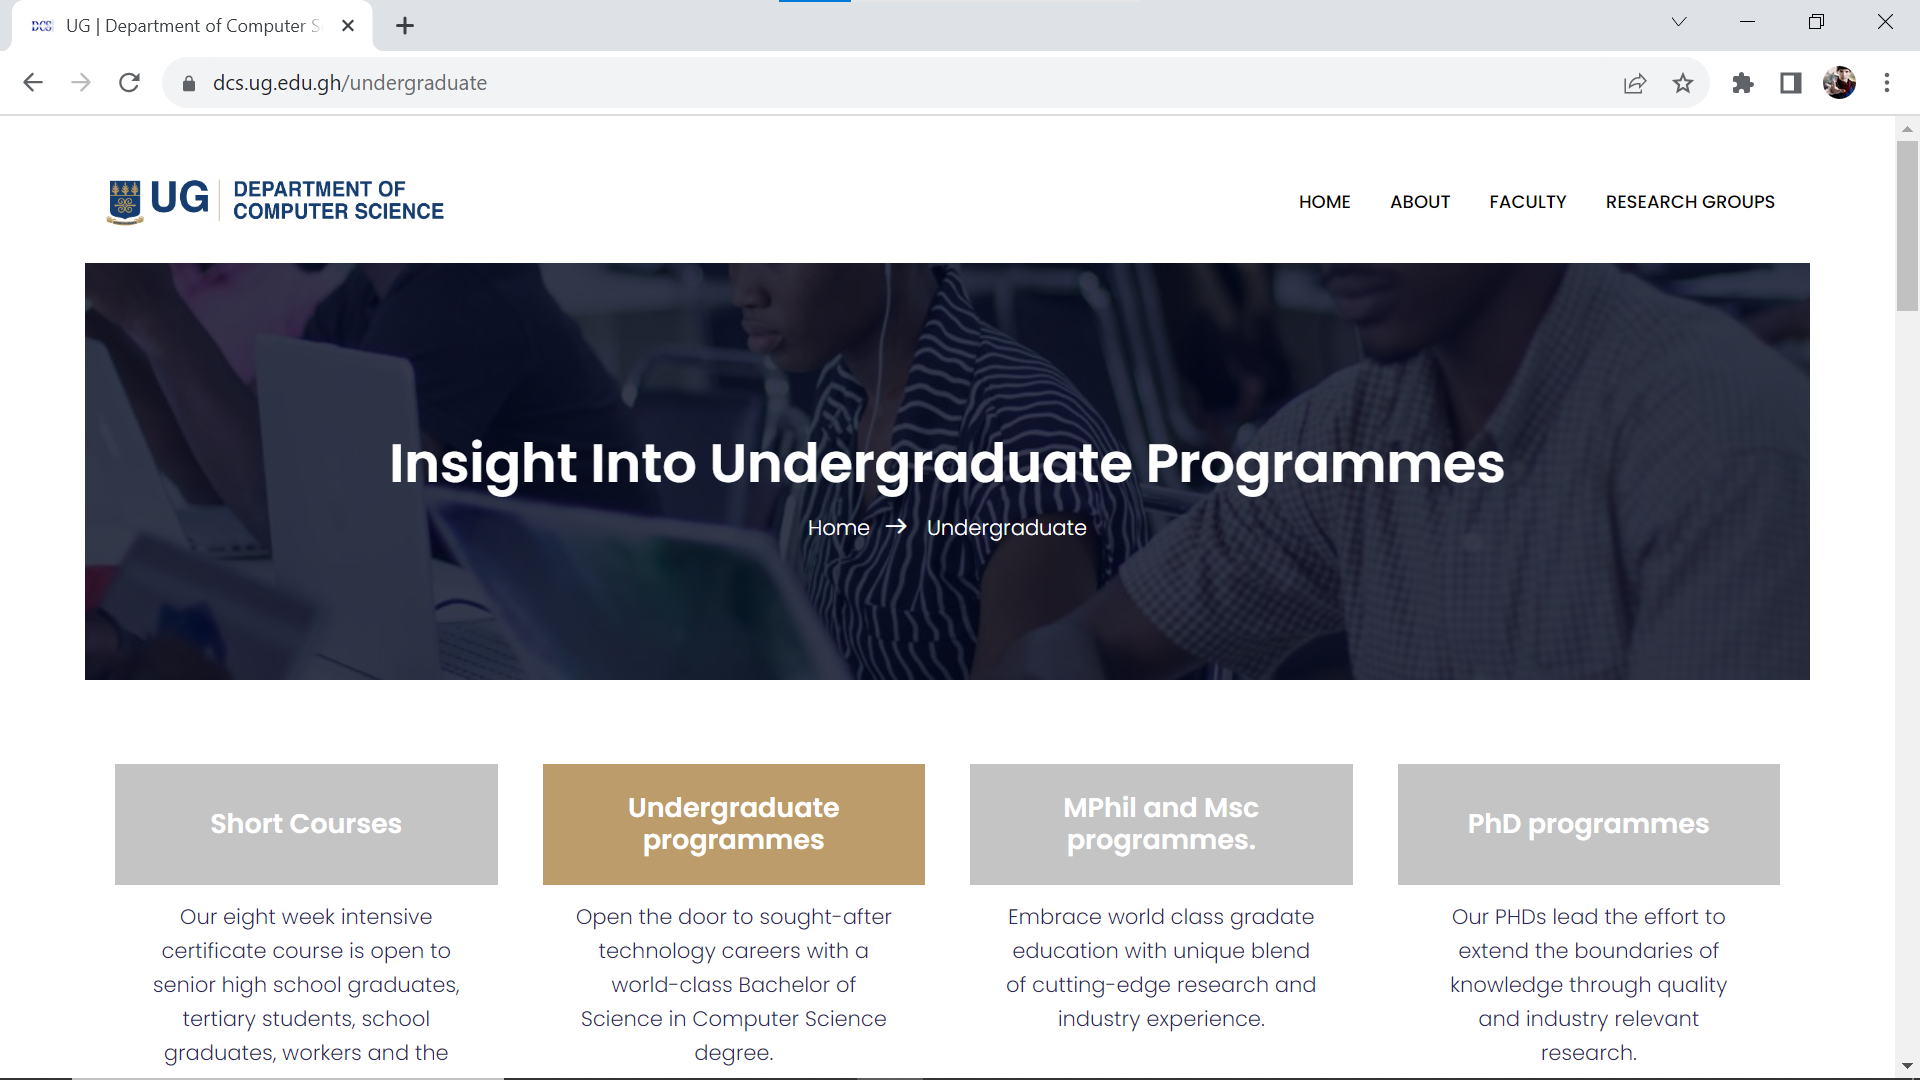 UG | Department of Computer S
dcs.ug.edu.gh/undergraduate
UG DEPARTMENT OF
COMPUTER SCIENCE
HOME ABOUT FACULTY RESEARCH GROUPS
Insight Into Undergraduate Programmes
Home → Undergraduate
Short Courses
Our eight week intensive
certificate course is open to
senior high school graduates,
tertiary students, school
graduates, workers and the
Undergraduate
programmes
Open the door to sought-after
technology careers with a
world-class Bachelor of
Science in Computer Science
degree.
MPhil and Msc
programmes.
Embrace world class gradate
education with unique blend
of cutting-edge research and
industry experience.
PhD programmes
Our PHDs lead the effort to
extend the boundaries of
knowledge through quality
and industry relevant
research.